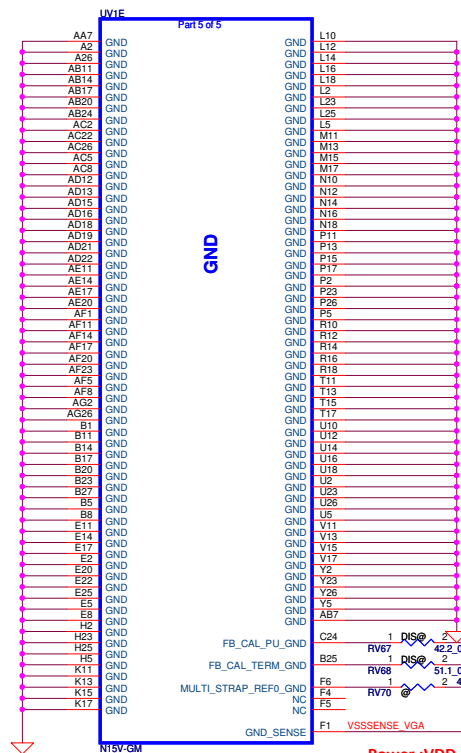 UV1E
Part 5 of 5
GND
AA7 GND GND L10
A2 GND GND L12
A26 GND GND L14
AB11 GND GND L16
AB14 GND GND L18
AB17 GND GND L2
AB20 GND GND L23
AB24 GND GND L25
AC2 GND GND L5
AC22 GND GND M11
AC26 GND GND M13
AC5 GND GND M15
AC8 GND GND M17
AD12 GND GND N10
AD13 GND GND N12
AD15 GND GND N14
AD16 GND GND N16
AD18 GND GND N18
AD19 GND GND P11
AD21 GND GND P13
AD22 GND GND P15
AE11 GND GND P17
AE14 GND GND P2
AE17 GND GND P23
AE20 GND GND P26
AF1 GND GND P5
AF11 GND GND R10
AF14 GND GND R12
AF17 GND GND R14
AF20 GND GND R16
AF23 GND GND R18
AF5 GND GND T11
AF8 GND GND T13
AG2 GND GND T15
AG26 GND GND T17
B1 GND GND U10
B11 GND GND U12
B14 GND GND U14
B17 GND GND U16
B20 GND GND U18
B23 GND GND U2
B27 GND GND U23
B5 GND GND U26
B8 GND GND U5
E11 GND GND V11
E14 GND GND V13
E17 GND GND V15
E2 GND GND V17
E20 GND GND Y2
E22 GND GND Y23
E25 GND GND Y26
E5 GND GND Y5
E8 GND GND AB7
H2 GND
H23 GND FB_CAL_PU_GND C24 1 DIS@ 2
RV67 42.2_0
H25 GND
H5 GND FB_CAL_TERM_GND B25 1 DIS@ 2
RV68 51.1_0
K11 GND
K13 GND MULTI_STRAP_REF0_GND F6 1 2 4
RV70 @
K15 GND NC F4
K17 GND NC F5
GND_SENSE F1 VSSSENSE_VGA
N15V-GM